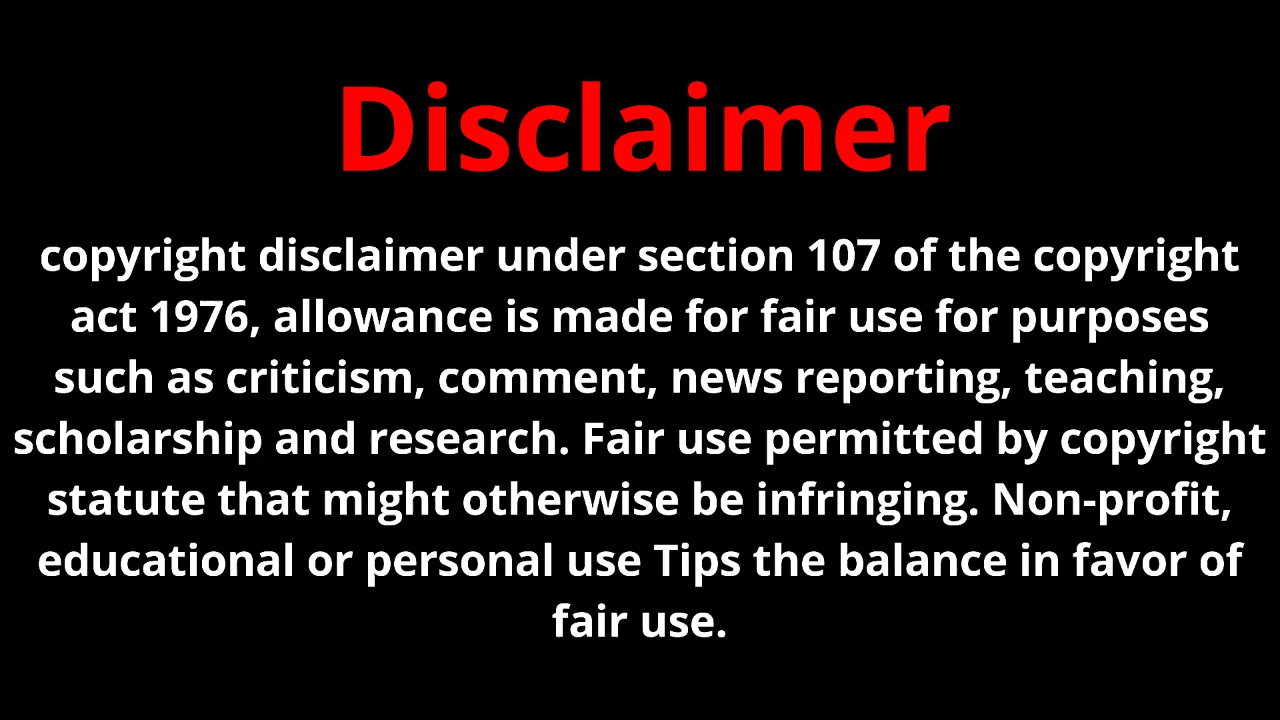 Disclaimer
copyright disclaimer under section 107 of the copyright
act 1976, allowance is made for fair use for purposes
such as criticism, comment, news reporting, teaching,
scholarship and research. Fair use permitted by copyright
statute that might otherwise be infringing. Non-profit,
educational or personal use Tips the balance in favor of
fair use.